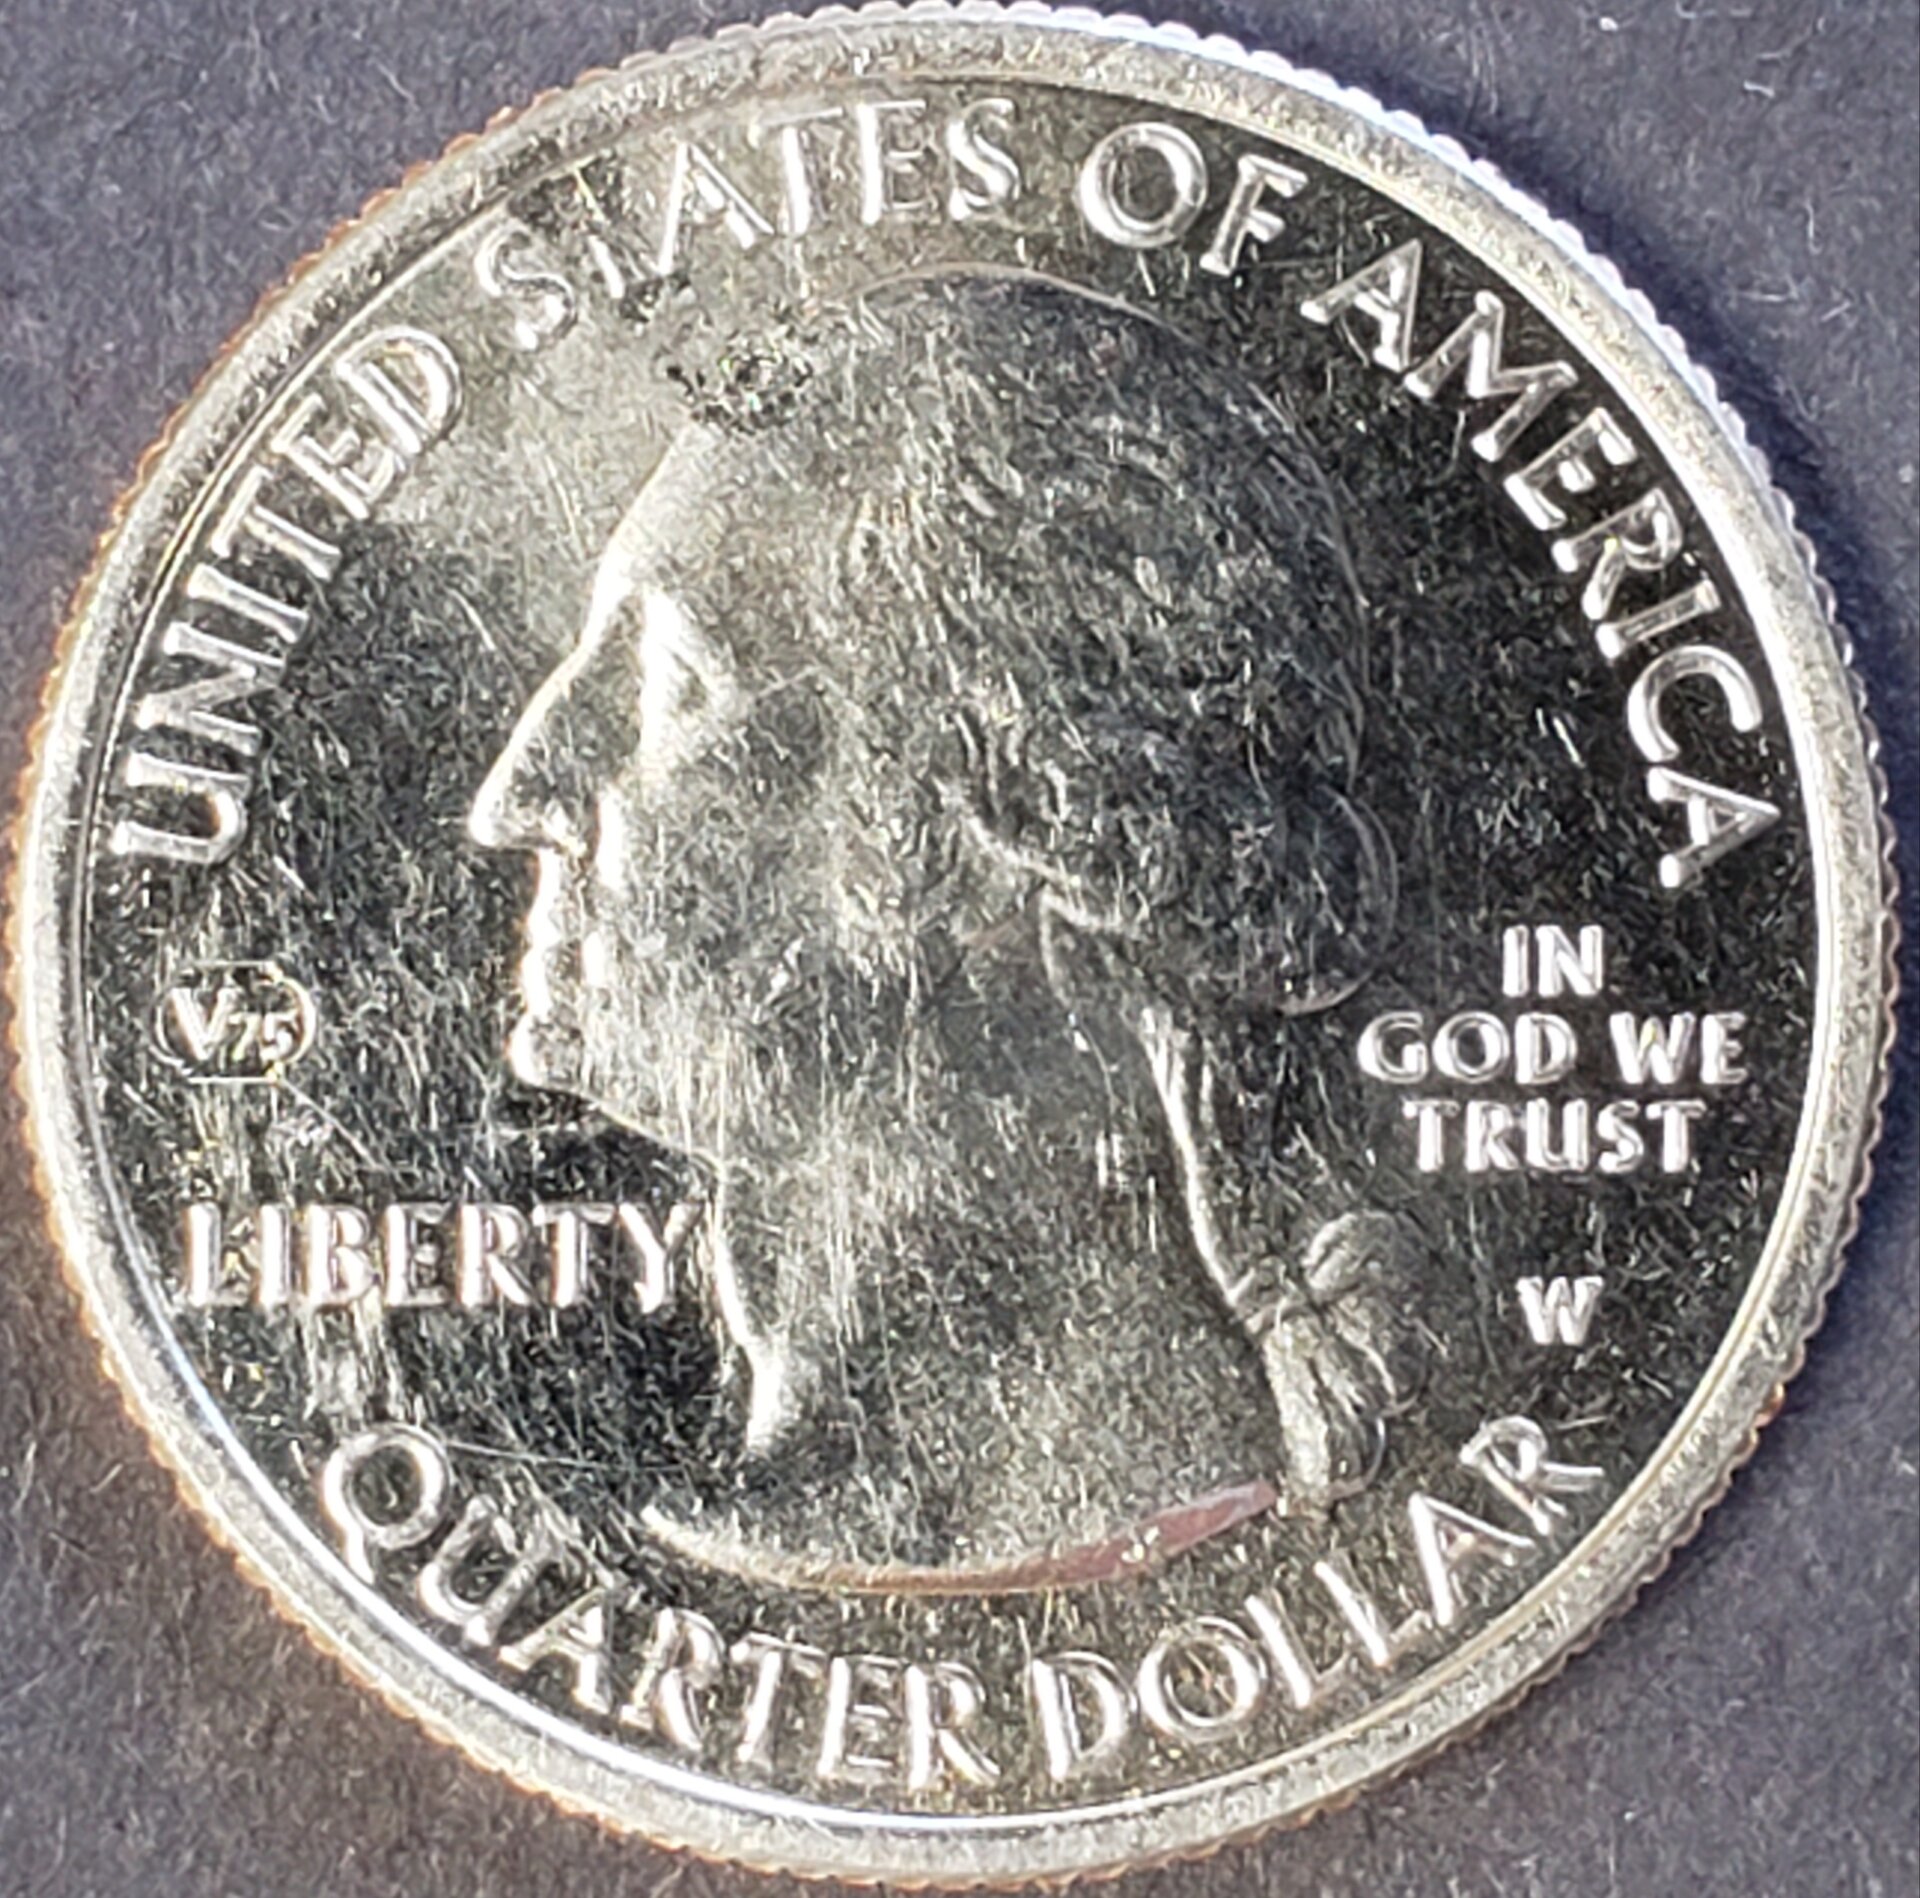 UNITED STATES OF AMERICA
V75
LIBERTY
IN
GOD WE
TRUST
W
QUARTER DOLLAR